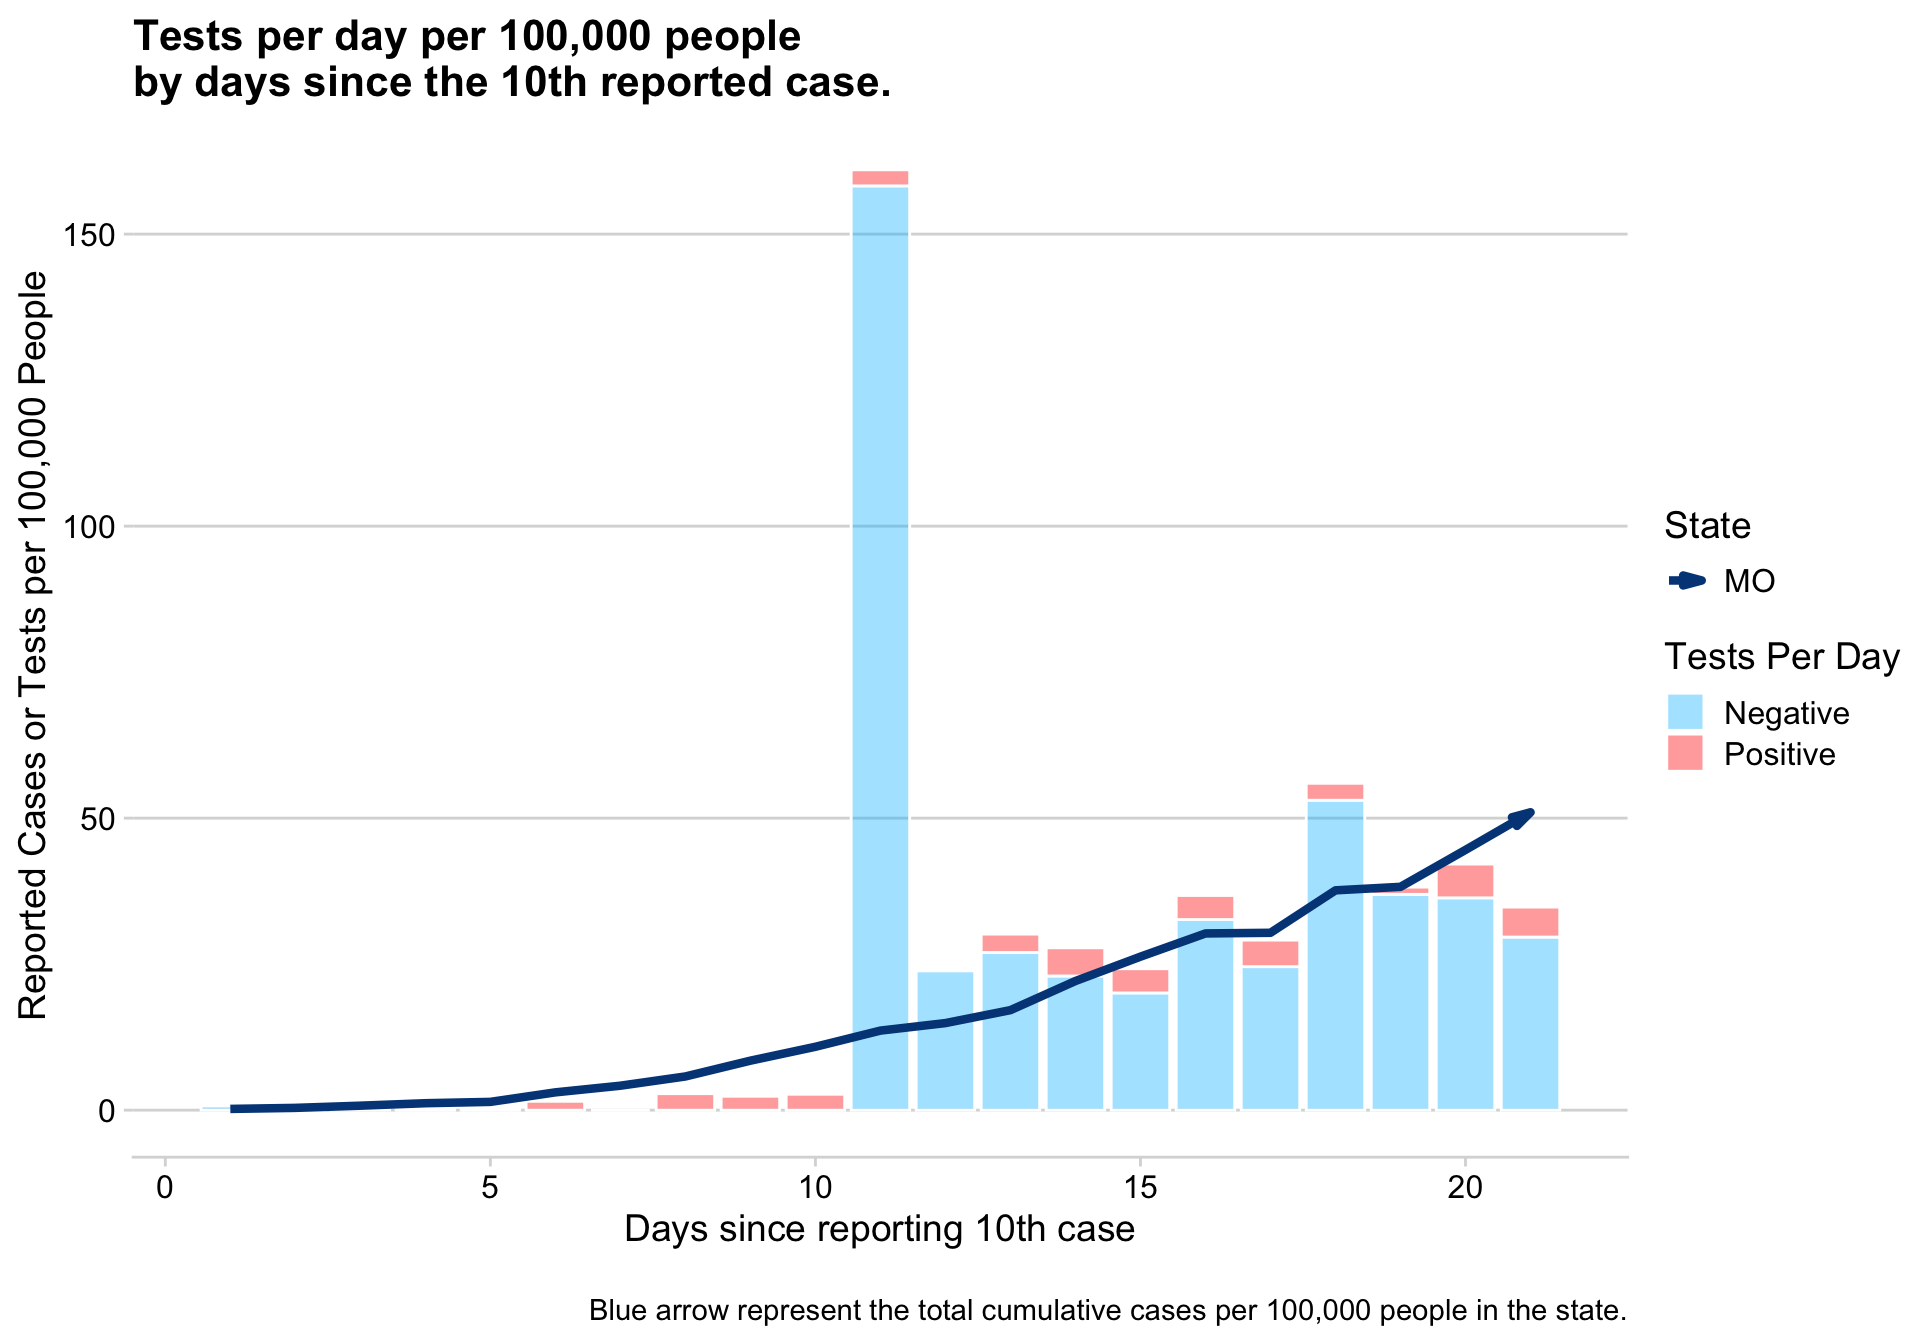 Tests per day per 100,000 people
by days since the 10th reported case.
Reported Cases or Tests per 100,000 People
150
100
50
0
0 5 10 15 20
Days since reporting 10th case
State
MO
Tests Per Day
Negative
Positive
Blue arrow represent the total cumulative cases per 100,000 people in the state.